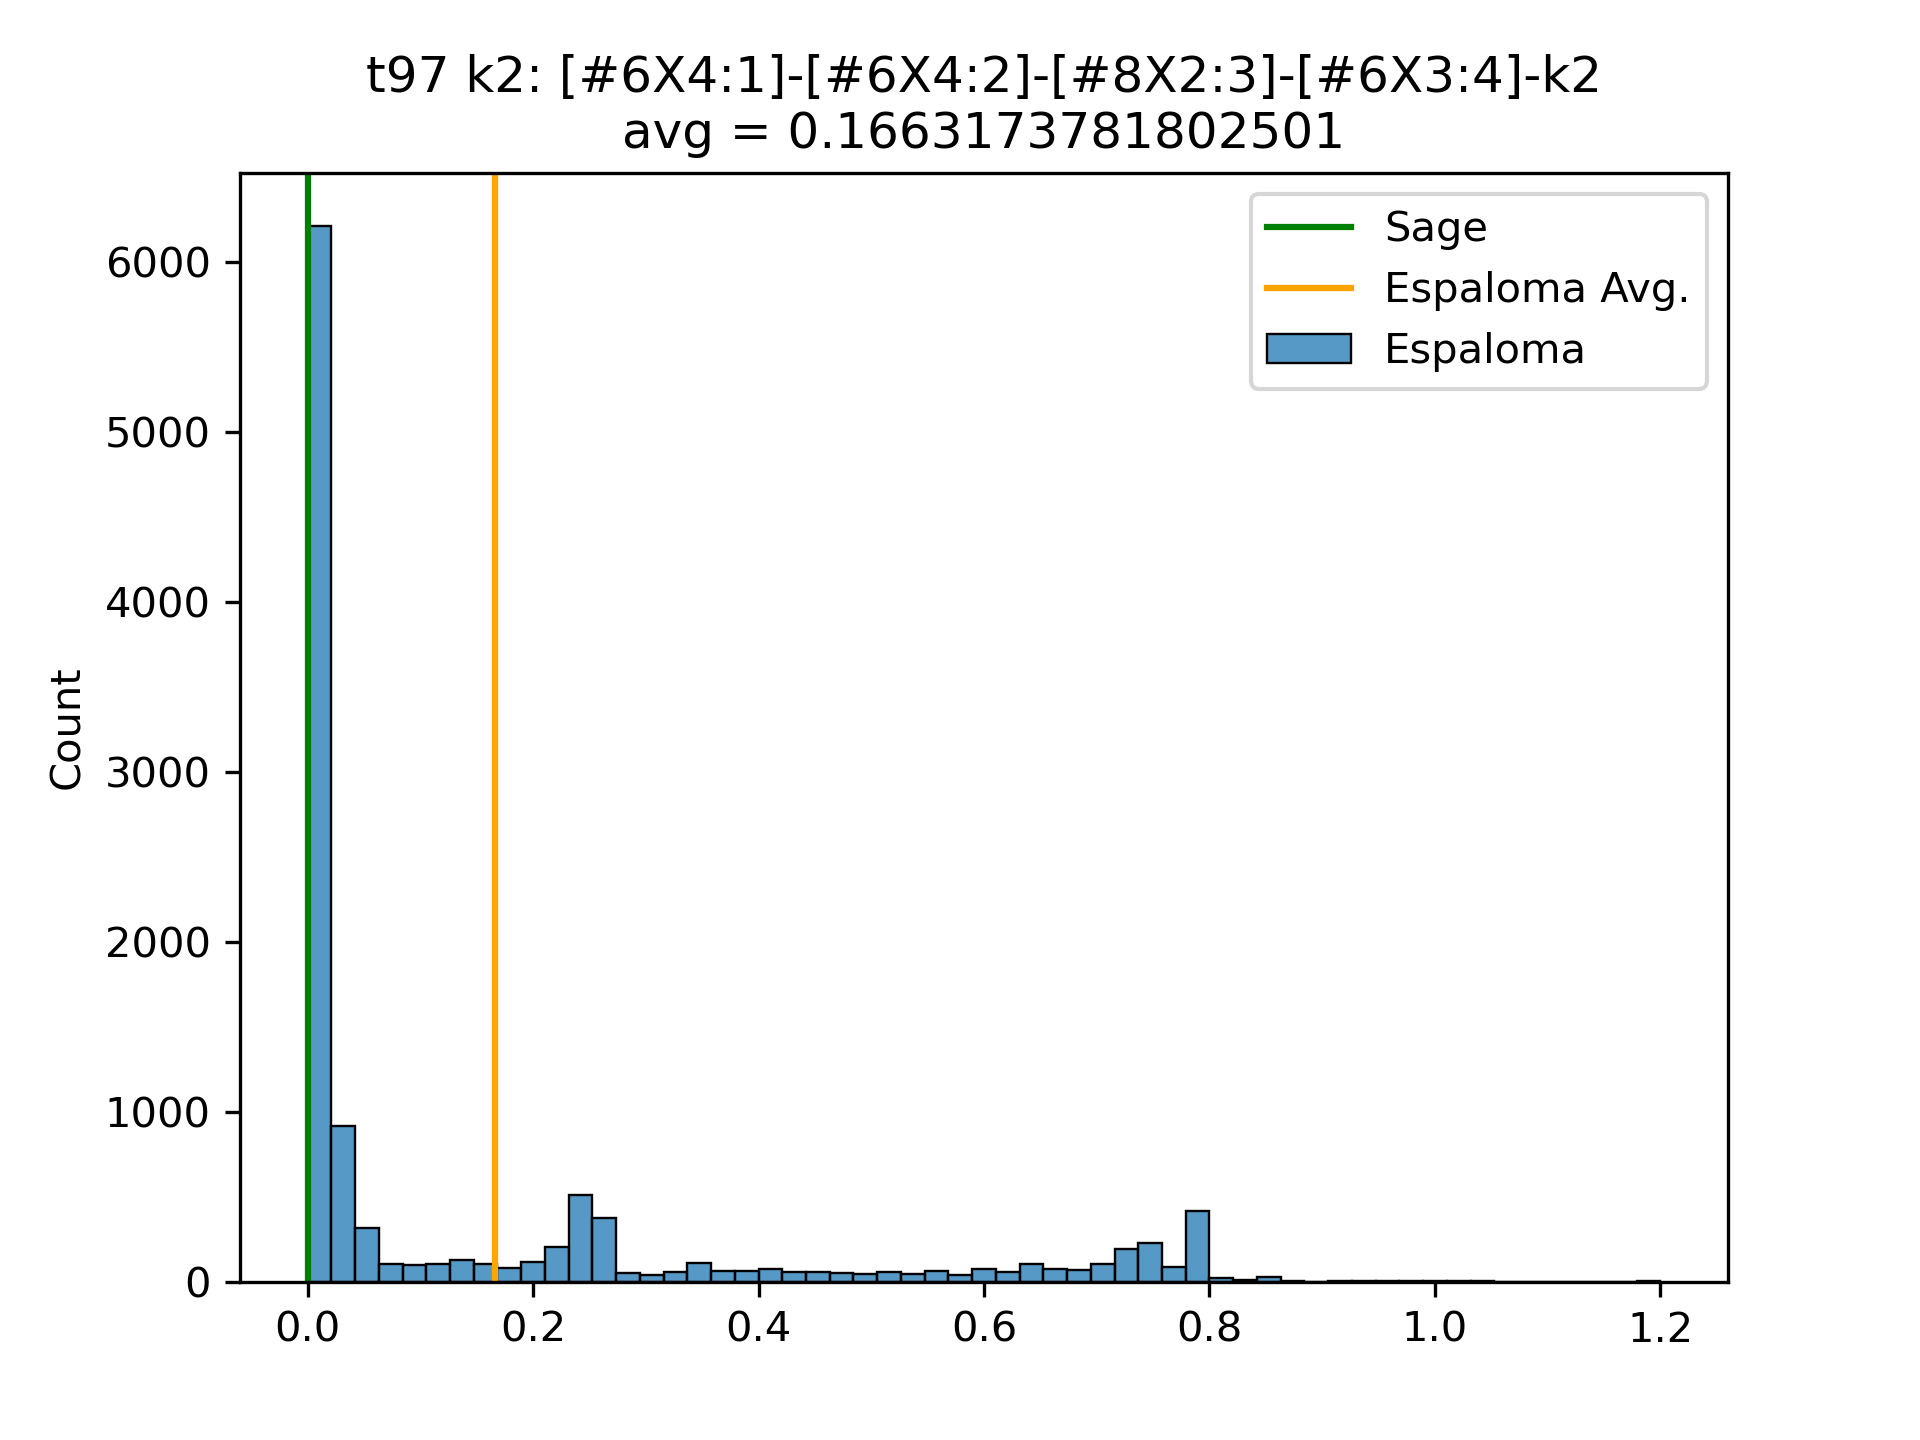 t97 k2: [#6X4:1]-[#6X4:2]-[#8X2:3]-[#6X3:4]-k2
avg = 0.1663173781802501
Sage
Espaloma Avg.
Espaloma
Count
6000
5000
4000
3000
2000
1000
0
0.0 0.2 0.4 0.6 0.8 1.0 1.2